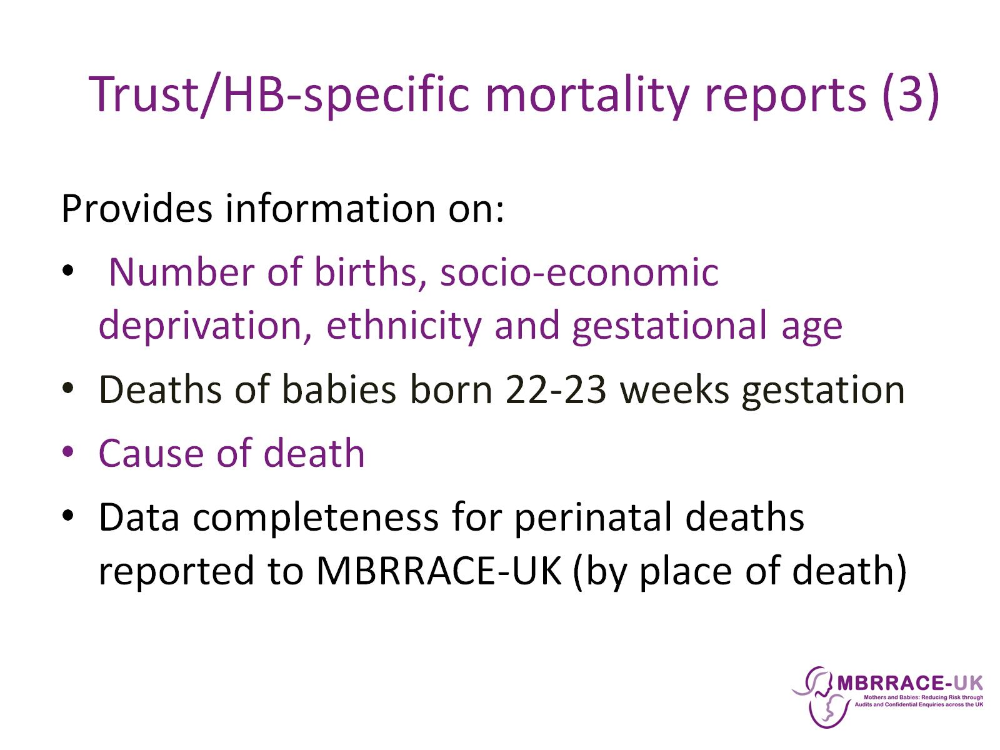 Trust/HB-specific mortality reports (3)
Provides information on:
• Number of births, socio-economic
deprivation, ethnicity and gestational age
• Deaths of babies born 22-23 weeks gestation
• Cause of death
• Data completeness for perinatal deaths
reported to MBRRACE-UK (by place of death)
MBRRACE-UK
Mothers and Babies: Reducing Risk through
Audits and Confidential Enquiries across the UK